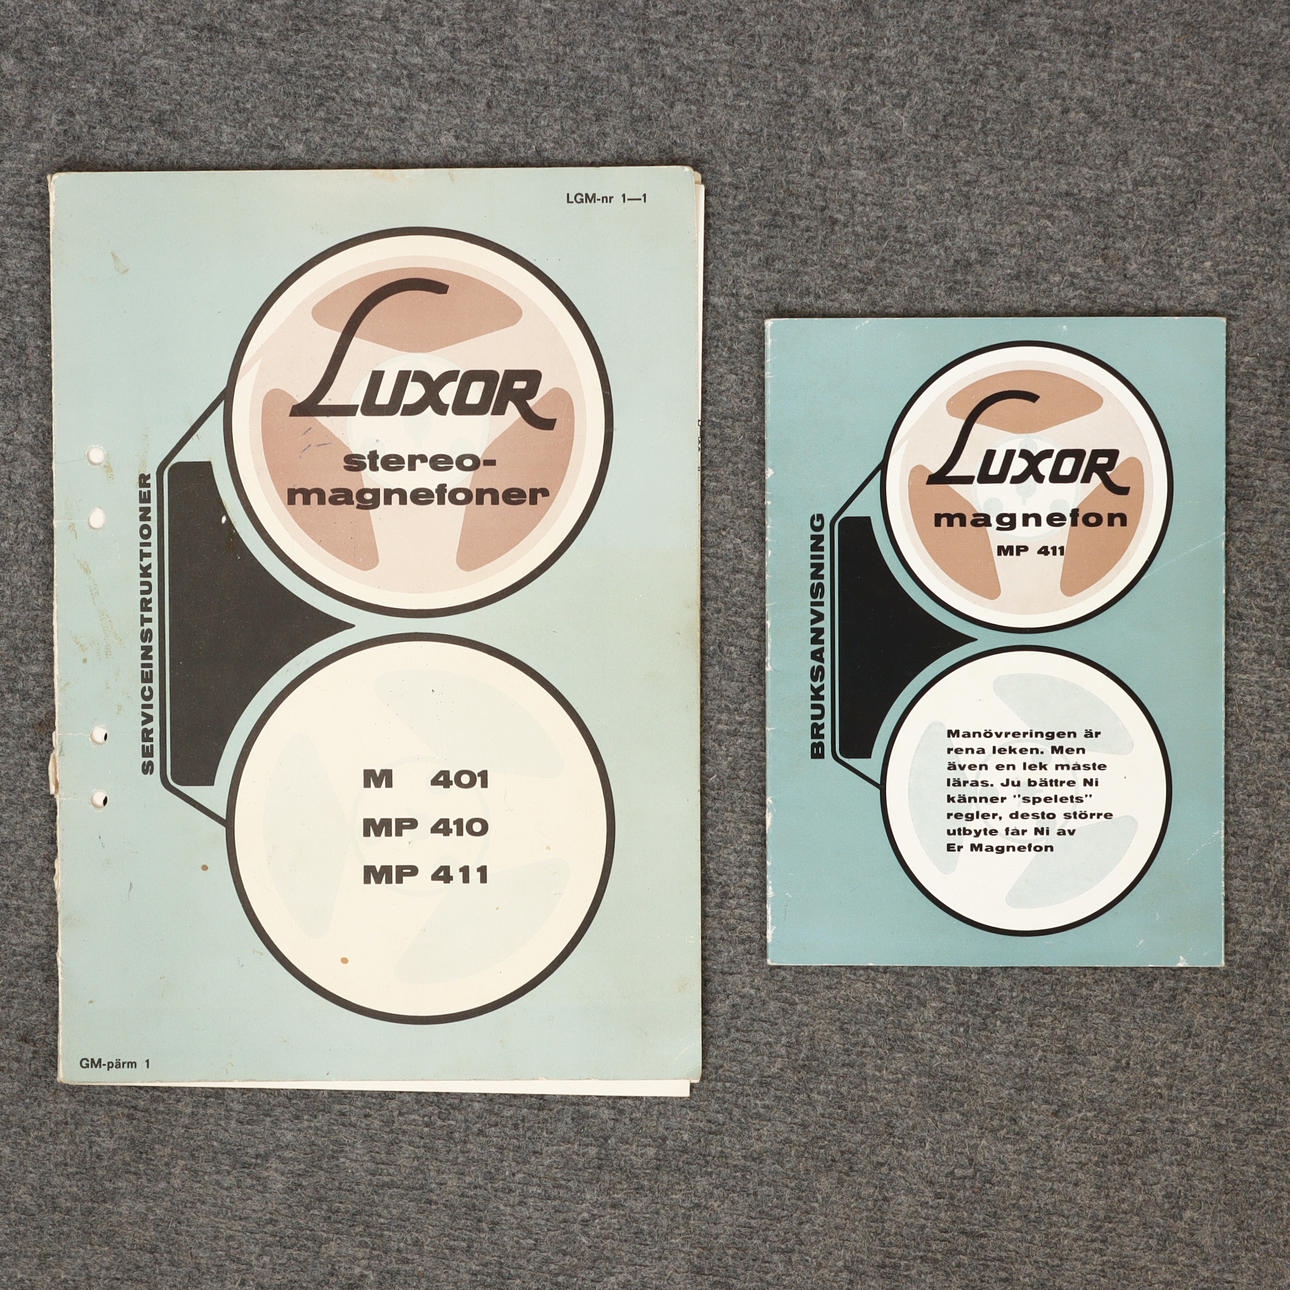 LGM-nr 1—1
LUXOR
stereo-
magnefoner
SERVICEINSTRUKTIONER
M 401
MP 410
MP 411
GM-pärm 1
LUXOR
magnefon
MP 411
BRUKSANVISNING
Manövreringen är
rena leken. Men
även en lek måste
läras. Ju bättre Ni
känner "spelets"
regler, desto större
utbyte får Ni av
Er Magnefon